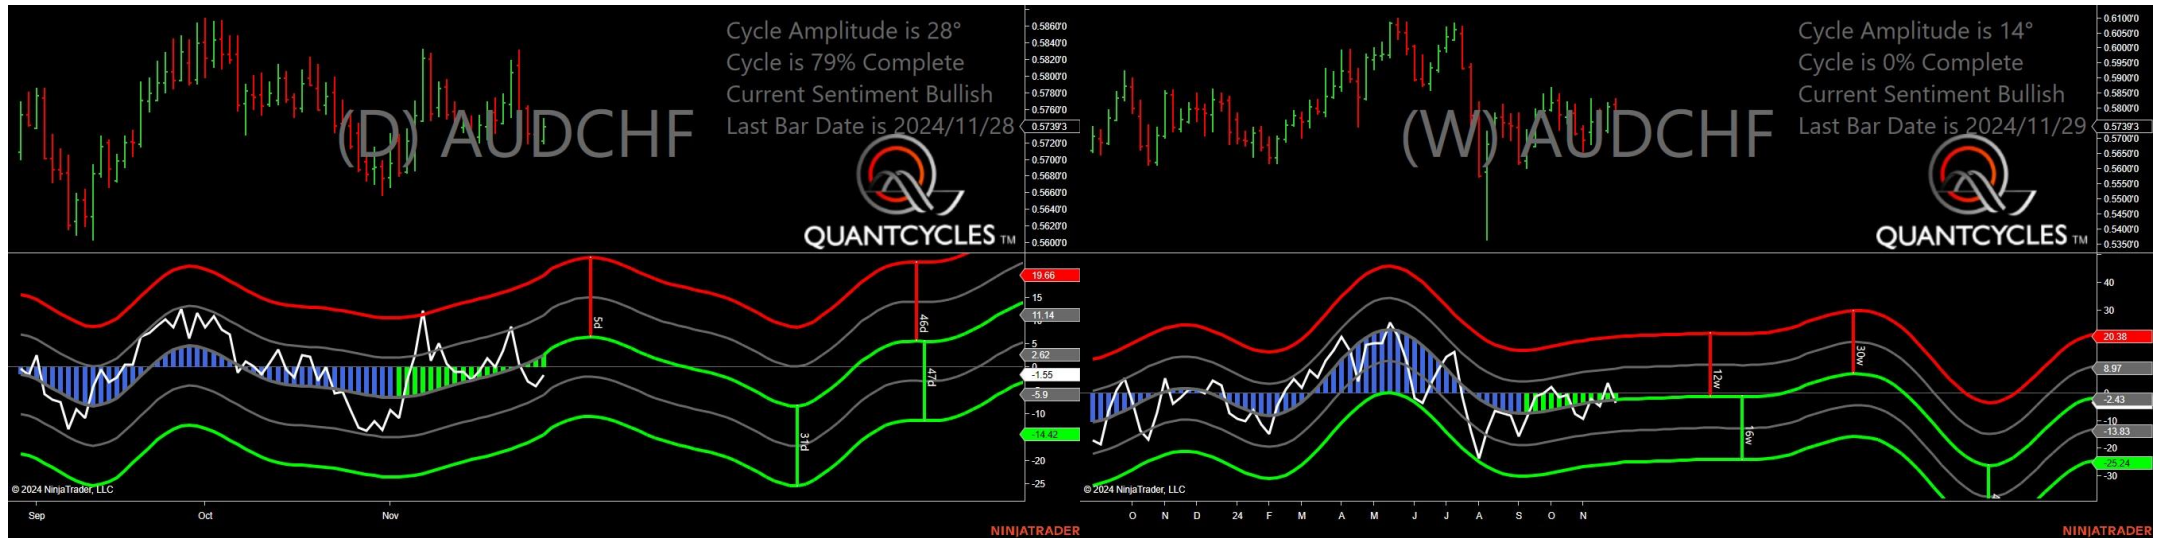 Cycle Amplitude is 28°
Cycle is 79% Complete
Current Sentiment Bullish
Last Bar Date is 2024/11/28
(D) AUDCHF
QUANTCYCLES TM
0.5860'0
0.5840'0
0.5820'0
0.5800'0
0.5780'0
0.5760'0
0.5739'3
0.5720'0
0.5700'0
0.5680'0
0.5660'0
0.5640'0
0.5620'0
0.5600'0
19.66
15
11.14
5
2.62
0
-1.55
-5.9
-10
-14.42
-20
-25
5d
31d
46d
47d
© 2024 NinjaTrader, LLC
Sep
Oct
Nov
NINJATRADER
Cycle Amplitude is 14°
Cycle is 0% Complete
Current Sentiment Bullish
Last Bar Date is 2024/11/29
(W) AUDCHF
QUANTCYCLES TM
0.6100'0
0.6050'0
0.6000'0
0.5950'0
0.5900'0
0.5850'0
0.5800'0
0.5739'3
0.5700'0
0.5650'0
0.5600'0
0.5550'0
0.5500'0
0.5450'0
0.5400'0
0.5350'0
40
30
20.38
8.97
0
-2.43
-10
-13.83
-20
-25.24
-30
12w
16w
30w
© 2024 NinjaTrader, LLC
O N D 24 F M A M J J A S O N
NINJATRADER